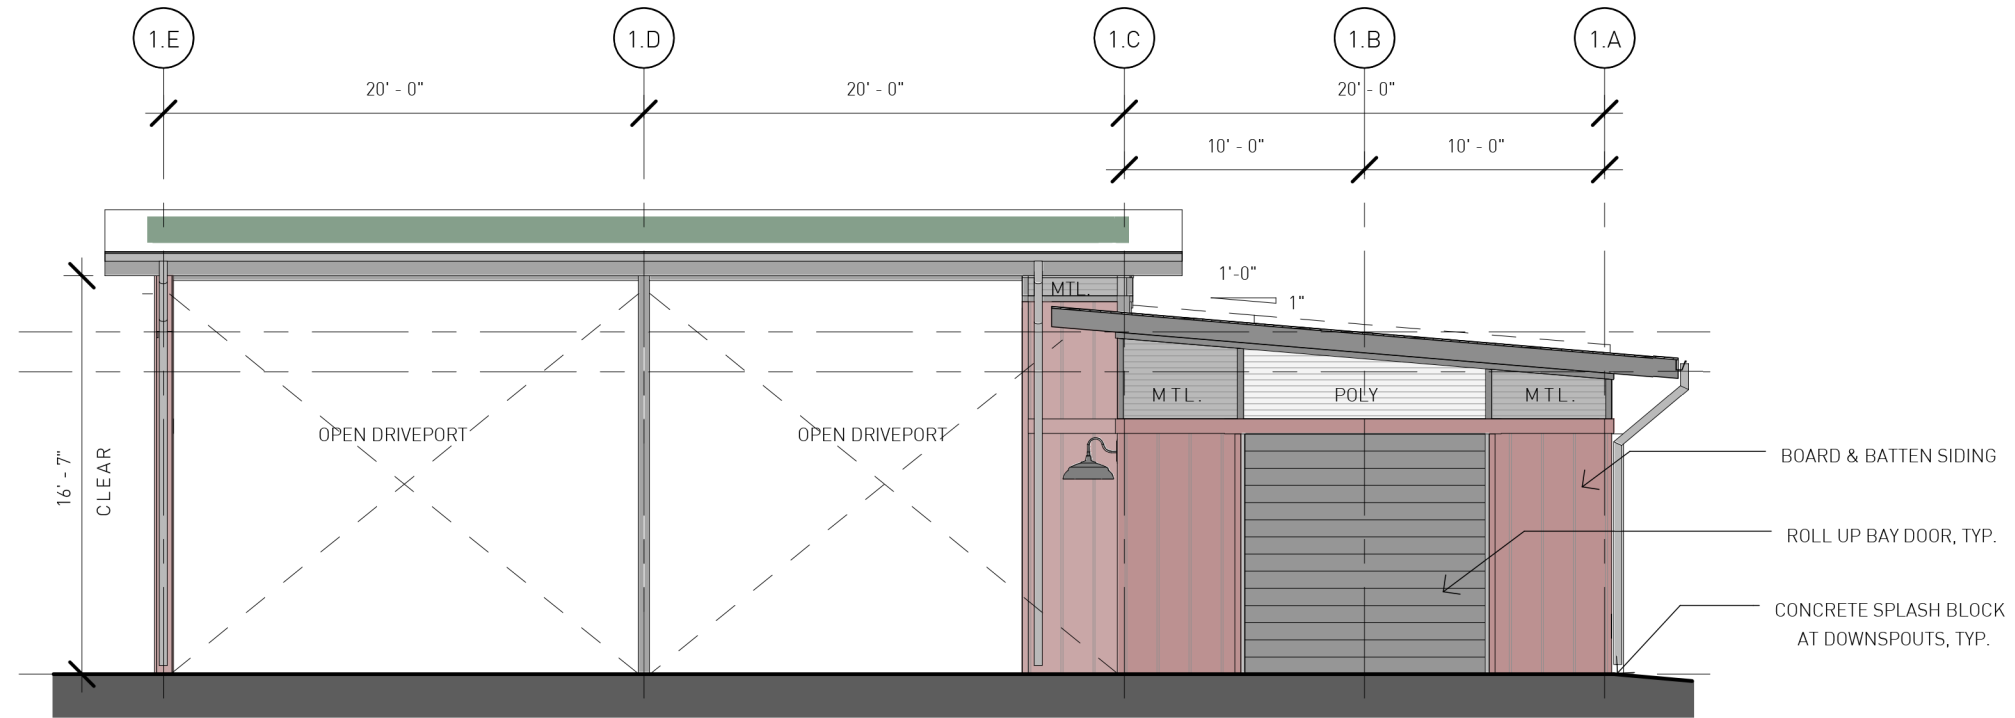 1.E
1.D
1.C
1.B
1.A
20' - 0"
20' - 0"
20' - 0"
10' - 0"
10' - 0"
1'-0"
1"
MTL.
MTL.
POLY
MTL.
OPEN DRIVEPORT
OPEN DRIVEPORT
16' - 7"
CLEAR
BOARD & BATTEN SIDING
ROLL UP BAY DOOR, TYP.
CONCRETE SPLASH BLOCK
AT DOWNSPOUTS, TYP.